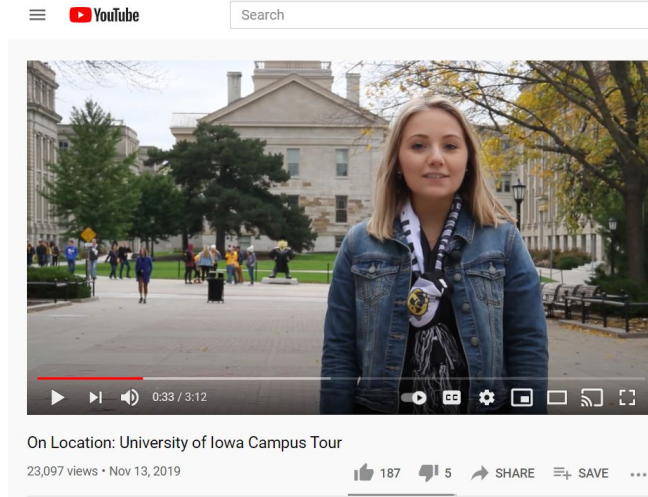 YouTube
Search
0:33 / 3:12
CC
On Location: University of Iowa Campus Tour
23,097 views • Nov 13, 2019
187
5
SHARE
SAVE